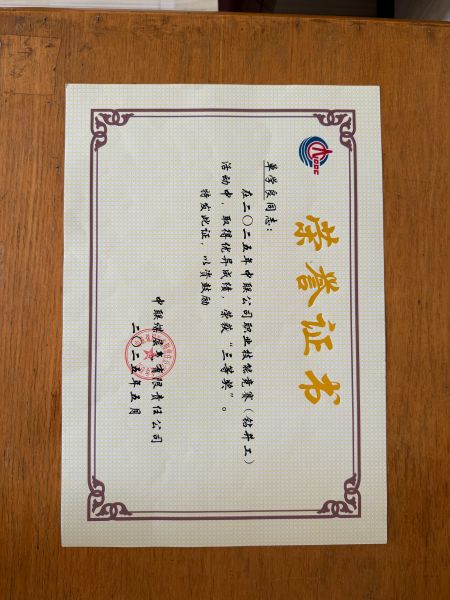 荣誉证书
单学良同志：
在二〇二五年中联公司职业技能竞赛（钻井工）
活动中，取得优异成绩，荣获“三等奖”。
特发此证，以资鼓励
中联煤层气有限责任公司
二〇二五年五月